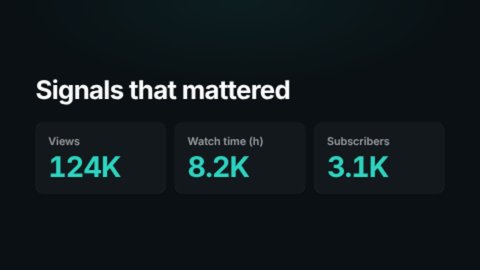 Signals that mattered
Views
124K
Watch time (h)
8.2K
Subscribers
3.1K